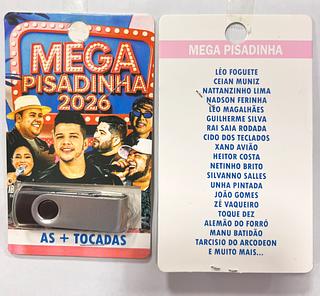 MEGA
PISADINHA
2026
AS + TOCADAS
MEGA PISADINHA
LÉO FOGUETE
CEIAN MUNIZ
NATTANZINHO LIMA
NADSON FERINHA
LÉO MAGALHÃES
GUILHERME SILVA
RAI SAIA RODADA
CIDO DOS TECLADOS
XAND AVIÃO
HEITOR COSTA
NETINHO BRITO
SILVANNO SALLES
UNHA PINTADA
JOÃO GOMES
ZÉ VAQUEIRO
TOQUE DEZ
ALEMÃO DO FORRÓ
MANU BATIDÃO
TARCISIO DO ARCODEON
E MUITO MAIS...